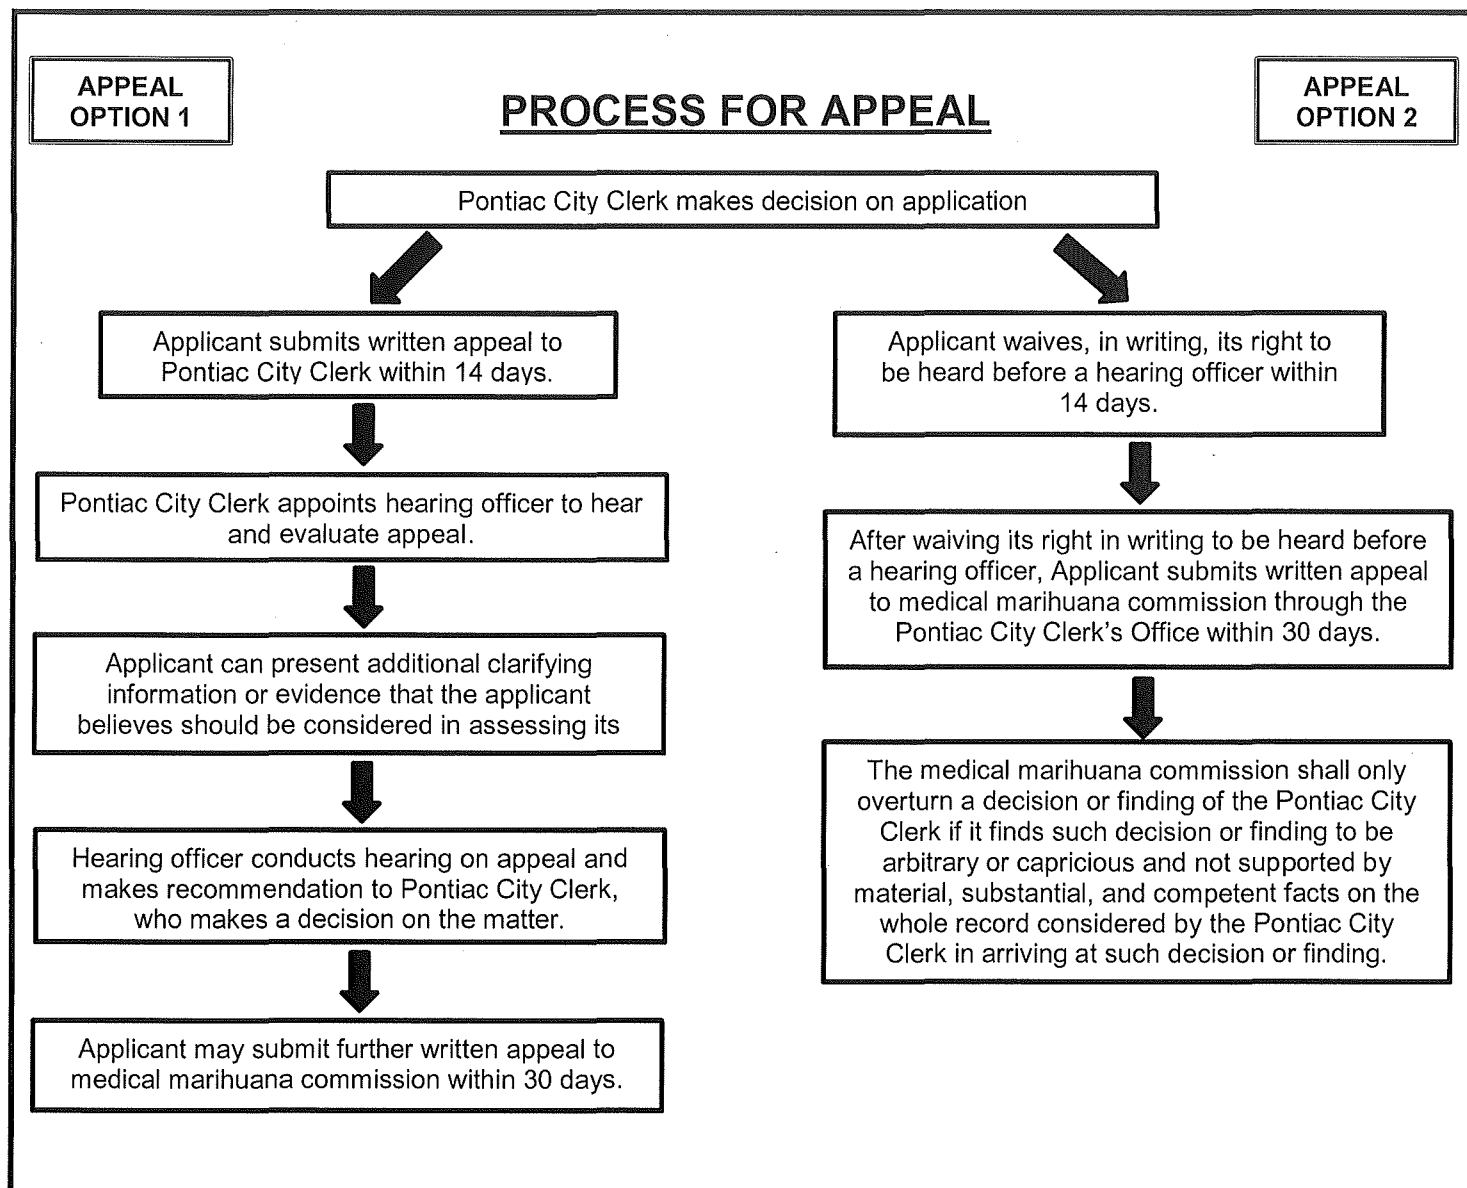 APPEAL
OPTION 1
PROCESS FOR APPEAL
APPEAL
OPTION 2
Pontiac City Clerk makes decision on application
Applicant submits written appeal to
Pontiac City Clerk within 14 days.
Pontiac City Clerk appoints hearing officer to hear
and evaluate appeal.
Applicant can present additional clarifying
information or evidence that the applicant
believes should be considered in assessing its
Hearing officer conducts hearing on appeal and
makes recommendation to Pontiac City Clerk,
who makes a decision on the matter.
Applicant may submit further written appeal to
medical marihuana commission within 30 days.
Applicant waives, in writing, its right to
be heard before a hearing officer within
14 days.
After waiving its right in writing to be heard before
a hearing officer, Applicant submits written appeal
to medical marihuana commission through the
Pontiac City Clerk's Office within 30 days.
The medical marihuana commission shall only
overturn a decision or finding of the Pontiac City
Clerk if it finds such decision or finding to be
arbitrary or capricious and not supported by
material, substantial, and competent facts on the
whole record considered by the Pontiac City
Clerk in arriving at such decision or finding.